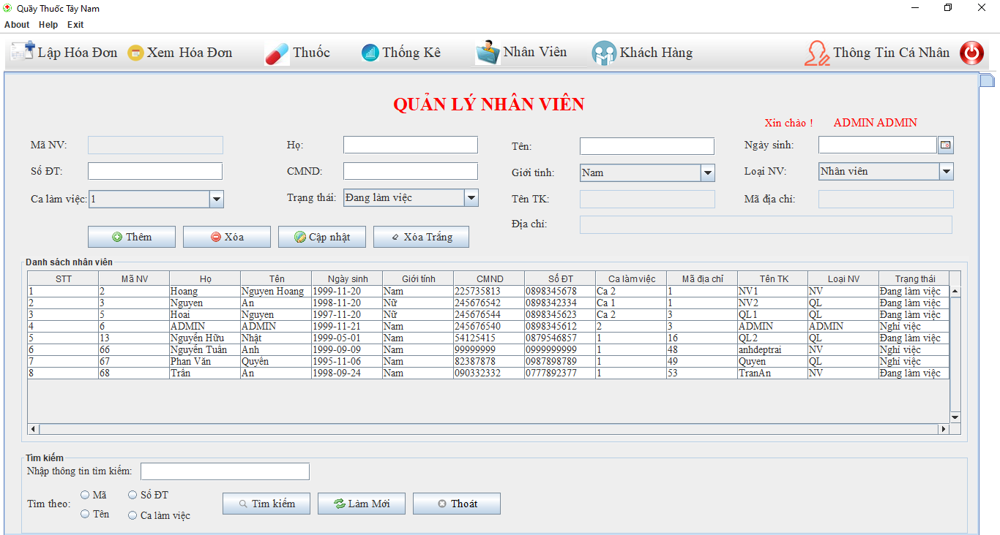 Quầy Thuốc Tây Nam
About Help Exit
Lập Hóa Đơn Xem Hóa Đơn Thuốc Thống Kê Nhân Viên Khách Hàng Thông Tin Cá Nhân
QUẢN LÝ NHÂN VIÊN
Xin chào ! ADMIN ADMIN
Mã NV: Họ: Tên: Ngày sinh:
Số ĐT: CMND: Giới tính: Nam Loại NV: Nhân viên
Ca làm việc: 1 Trạng thái: Đang làm việc Tên TK: Mã địa chỉ:
Địa chỉ:
Thêm Xóa Cập nhật Xóa Trắng
Danh sách nhân viên
STT Mã NV Họ Tên Ngày sinh Giới tính CMND Số ĐT Ca làm việc Mã địa chỉ Tên TK Loại NV Trạng thái
1 2 Hoang Nguyen Hoang 1999-11-20 Nam 225735813 0898345678 Ca 2 1 NV1 NV Đang làm việc
2 3 Nguyen An 1998-11-20 Nữ 245676542 0898342334 Ca 1 1 NV2 QL Đang làm việc
3 5 Hoai Nguyen 1997-11-20 Nữ 245676544 0898345623 Ca 2 3 QL1 QL Đang làm việc
4 6 ADMIN ADMIN 1999-11-21 Nam 245676540 0898345612 2 3 ADMIN ADMIN Nghỉ việc
5 13 Nguyễn Hữu Nhật 1999-05-01 Nam 54125415 0879546857 1 16 QL2 QL Đang làm việc
6 66 Nguyễn Tuấn Anh 1999-09-09 Nam 99999999 0999999999 1 48 anhdeptrai NV Nghỉ việc
7 67 Phan Văn Quyền 1995-11-06 Nam 82387878 0987898789 1 49 Quyen QL Nghỉ việc
8 68 Trần An 1998-09-24 Nam 090332332 0777892377 1 53 TranAn NV Đang làm việc
Tìm kiếm
Nhập thông tin tìm kiếm:
Tìm theo: Mã Số ĐT
Tên Ca làm việc
Tìm kiếm Làm Mới Thoát